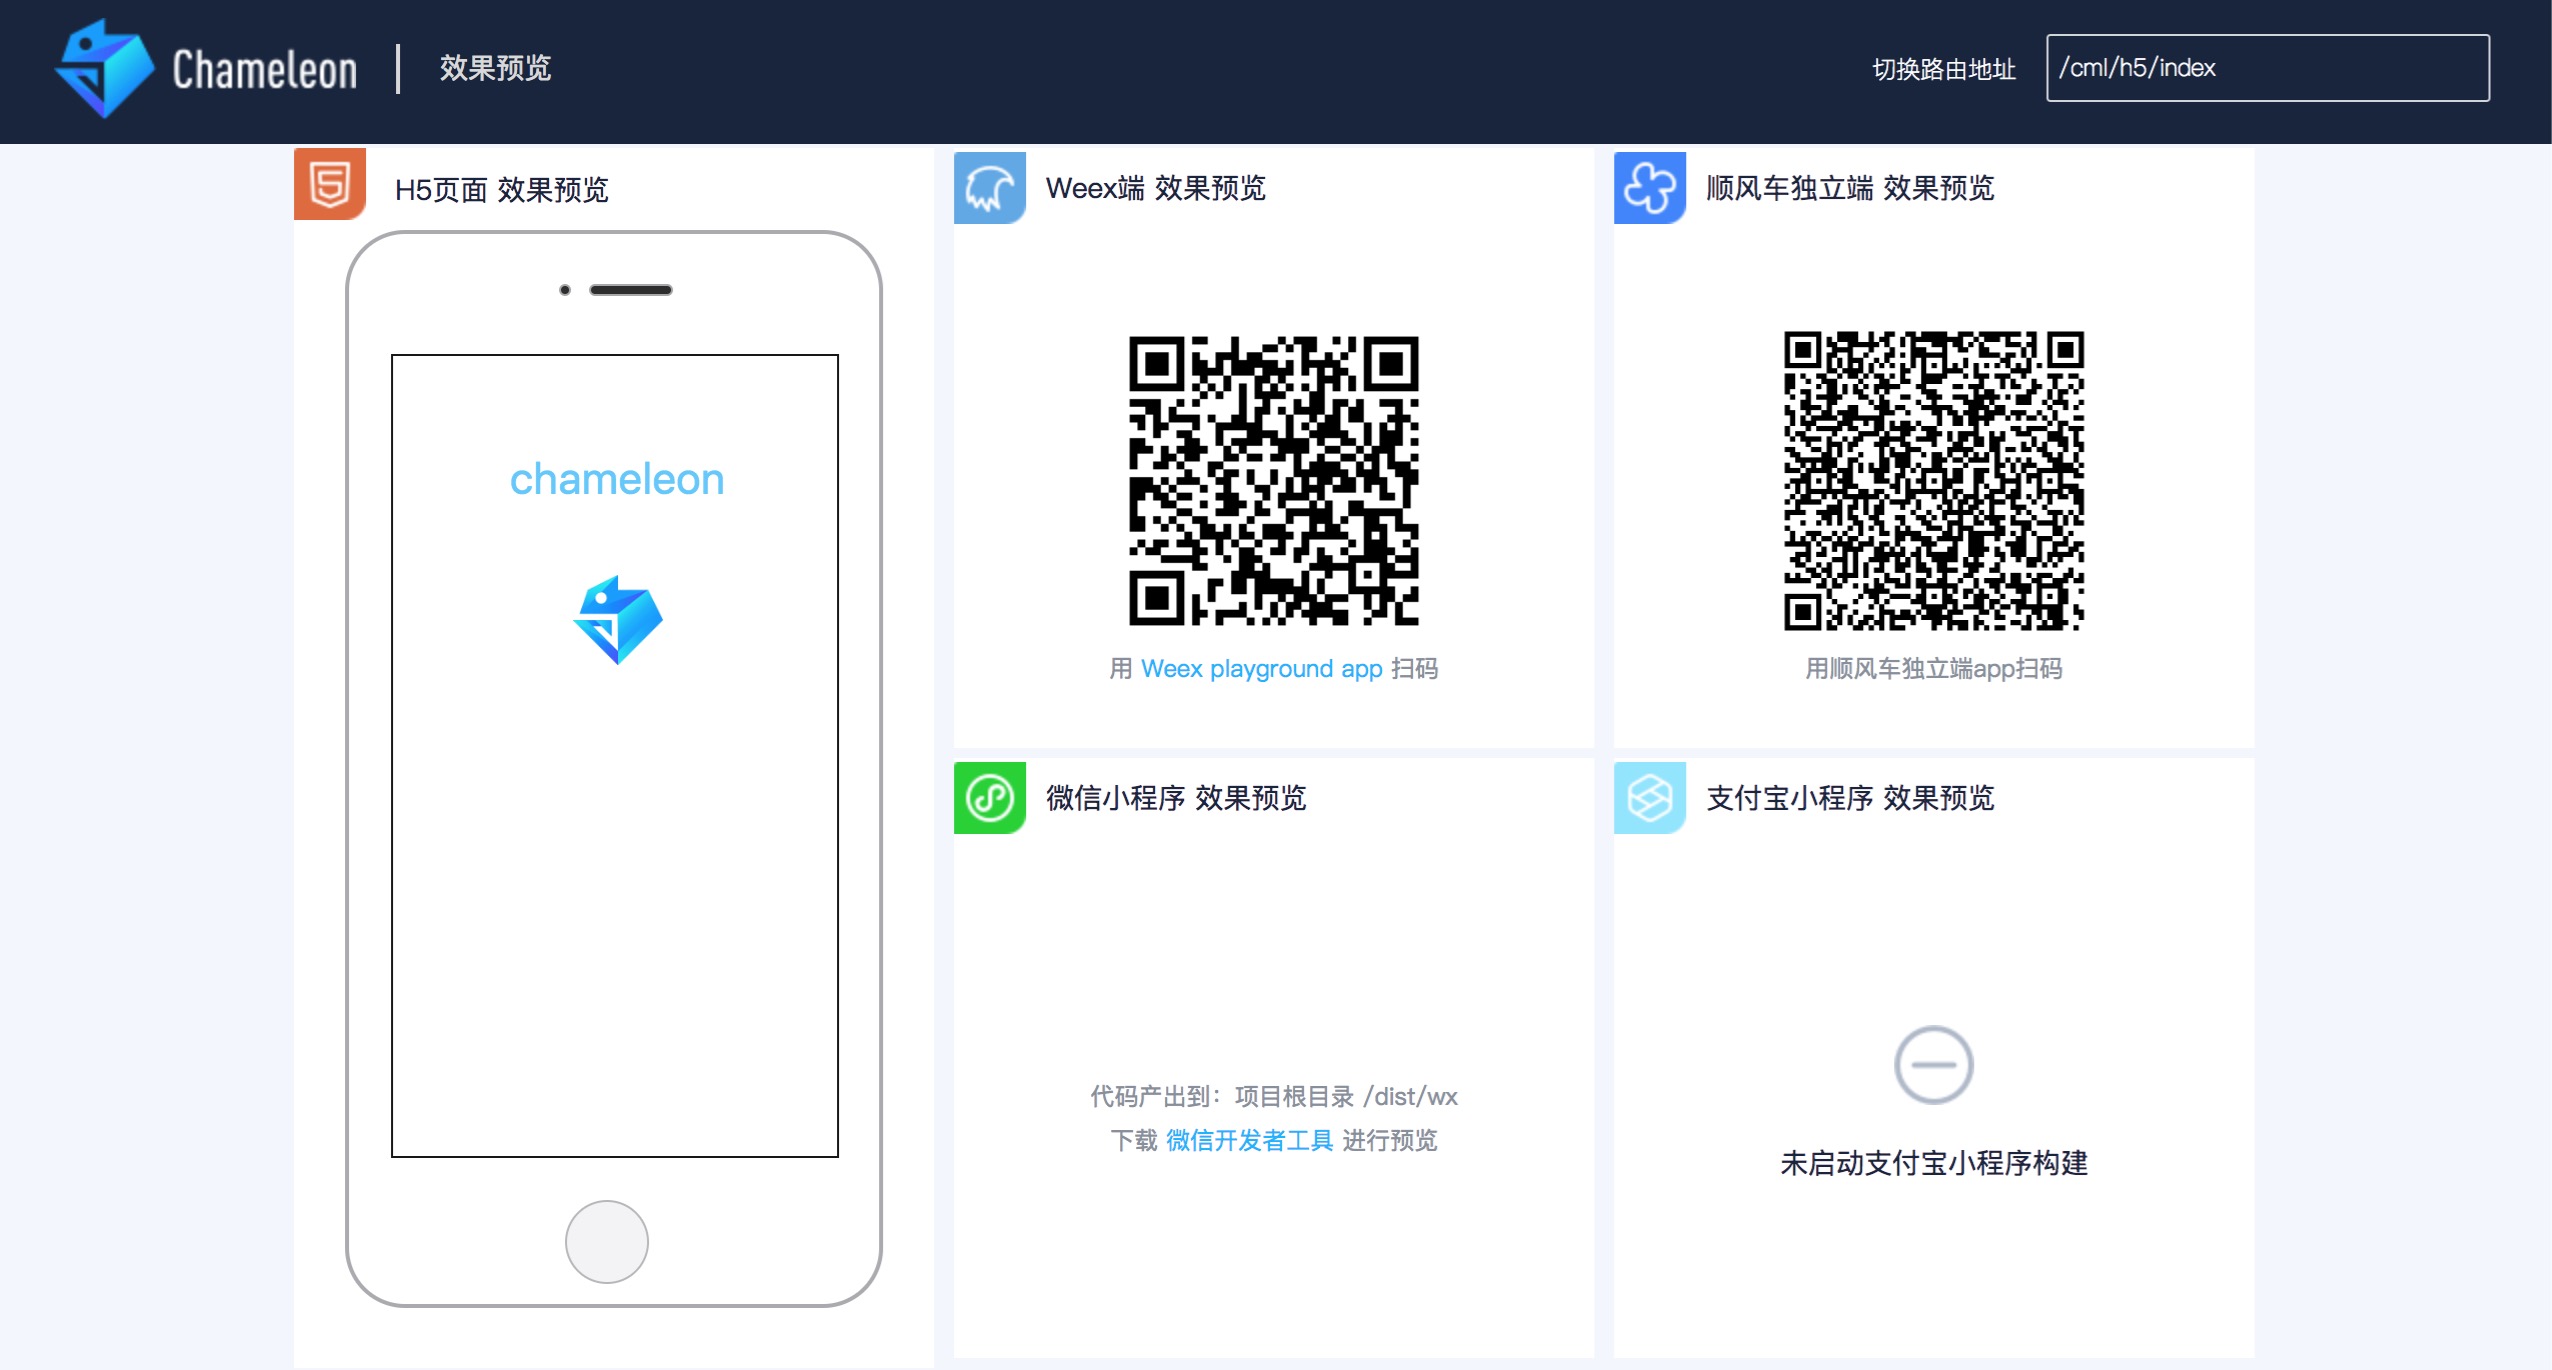 Chameleon
效果预览
切换路由地址
/cml/h5/index
H5页面 效果预览
chameleon
Weex端 效果预览
用 Weex playground app 扫码
顺风车独立端 效果预览
用顺风车独立端app扫码
微信小程序 效果预览
代码产出到：项目根目录 /dist/wx
下载 微信开发者工具 进行预览
支付宝小程序 效果预览
未启动支付宝小程序构建